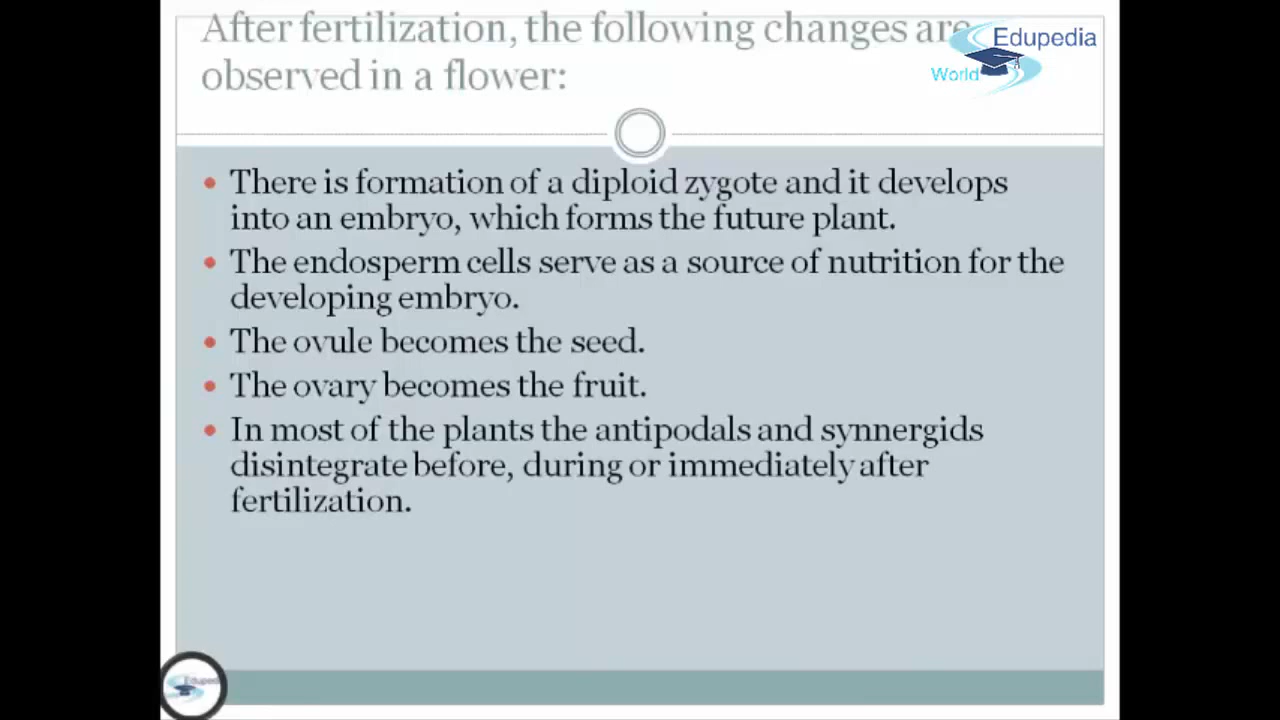 After fertilization, the following changes are
observed in a flower:
Edupedia
World
• There is formation of a diploid zygote and it develops
into an embryo, which forms the future plant.
• The endosperm cells serve as a source of nutrition for the
developing embryo.
• The ovule becomes the seed.
• The ovary becomes the fruit.
• In most of the plants the antipodals and synnergids
disintegrate before, during or immediately after
fertilization.
Edupedia